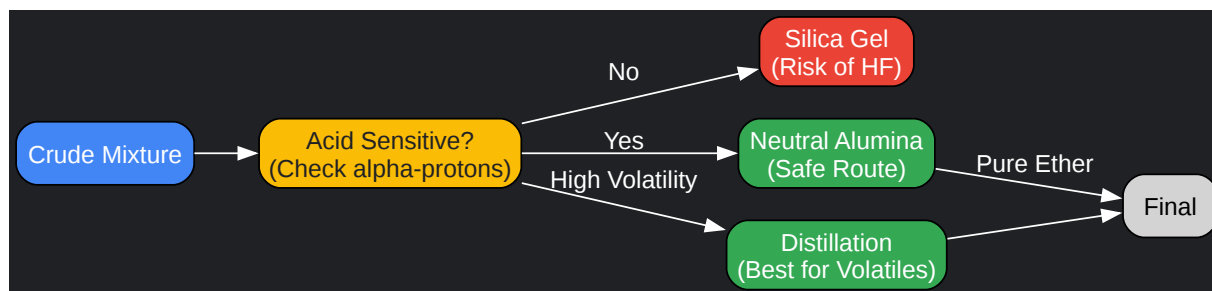 Crude Mixture
Acid Sensitive?
(Check alpha-protons)
No
Yes
High Volatility
Silica Gel
(Risk of HF)
Neutral Alumina
(Safe Route)
Distillation
(Best for Volatiles)
Pure Ether
Final